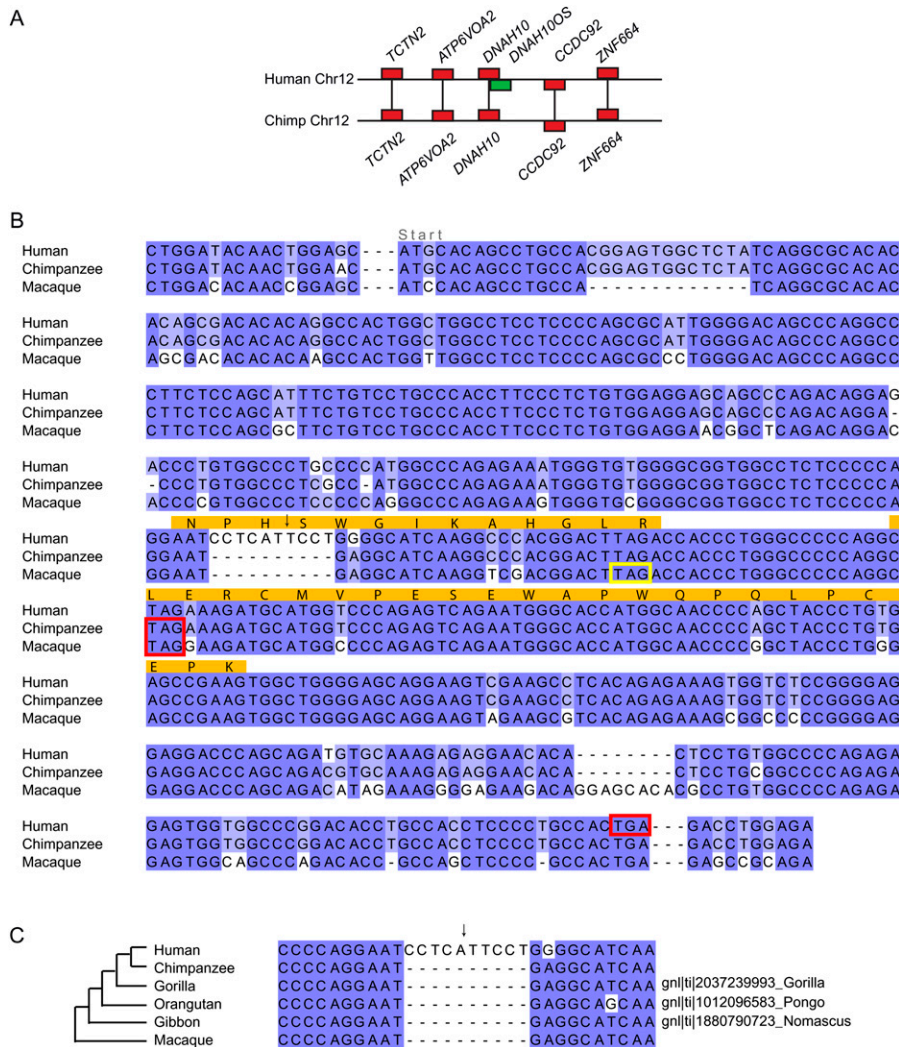 A
TCTN2
ATP6VOA2
DNAH10
DNAH10OS
CCDC92
ZNF664
Human Chr12
Chimp Chr12
TCTN2
ATP6VOA2
DNAH10
CCDC92
ZNF664
B
Start
Human CTGGATACAACTGGAGC---ATGCACAGCCTGCCACGGAGTGGCTCTATCAGGCGCACAC
Chimpanzee CTGGATACAACTGGAAC---ATGCACAGCCTGCCACGGAGTGGCTCTATCAGGCGCACAC
Macaque CTGGACACAACCGGAGC---ATCCACAGCCTGCCA-------------TCAGGCGCACAC
Human ACAGCGACACACAGGCCACTGGCTGGCCTCCTCCCCAGCGCATTGGGGACAGCCCAGGCC
Chimpanzee ACAGCGACACACAGGCCACTGGCTGGCCTCCTCCCCAGCGCATTGGGGACAGCCCAGGCC
Macaque AGCGACACACACAAGCCACTGGTTGGCCTCCTCCCCAGCGCCCTGGGGACAGCCCAGGCC
Human CTTCTCCAGCATTTCTGTCCTGCCCACCTTCCCTCTGTGGAGGAGCAGCCCAGACAGGAG
Chimpanzee CTTCTCCAGCATTTCTGTCCTGCCCACCTTCCCTCTGTGGAGGAGCAGCCCAGACAGGA-
Macaque CTTCTCCAGCGCTTCTGTCCTGCCCACCTTCCCTCTGTGGAGGAACGGCTCAGACAGGAC
Human ACCCTGTGGCCCTGCCCCATGGCCCAGAGAAATGGGTGTGGGGCGGTGGCCTCTCCCCCA
Chimpanzee -CCCTGTGGCCCTCGCC-ATGGCCCAGAGAAATGGGTGTGGGGCGGTGGCCTCTCCCCCA
Macaque ACCCCGTGGCCCTCCCCCAGGGCCCAGAGAAGTGGGTGCGGGGCGGTGGCCTCTCCCCCA
N P H ↓ S W G I K A H G L R
Human GGAATCCTCATTCCTGGGGCATCAAGGCCCACGGACTTAGACCACCCTGGGCCCCCAGGC
Chimpanzee GGAAT----------GAGGCATCAAGGCCCACGGACTTAGACCACCCTGGGCCCCCAGGC
Macaque GGAAT----------GAGGCATCAAGGTCGACGGACTTAGACCACCCTGGGCCCCCAGGC
L E R C M V P E S E W A P W Q P Q L P C
Human TAGAAAGATGCATGGTCCCAGAGTCAGAATGGGCACCATGGCAACCCCAGCTACCCTGTG
Chimpanzee TAGAAAGATGCATGGTCCCAGAGTCAGAATGGGCACCATGGCAACCCCAGCTACCCTGTG
Macaque TAGGAAGATGCATGGCCCCAGAGTCAGAATGGGCACCATGGCAACCCCGGCTACCCTGGG
E P K
Human AGCCGAAGTGGCTGGGGAGCAGGAAGTCGAAGCCTCACAGAGAAAGTGGTCTCCGGGGAG
Chimpanzee AGCCGAAGTGGCTGGGGAGCAGGAAGTCGAAGCCTCACAGAGAAAGTGGTCTCCGGGGAG
Macaque AGCCGAAGTGGCTGGGGAGCAGGAAGTAGAAGCGTCACAGAGAAAGCGGCCCCCGGGGAG
Human GAGGACCCAGCAGATGTGCAAAGAGAGGAACACA--------CTCCTGTGGCCCCAGAGA
Chimpanzee GAGGACCCAGCAGACGTGCAAAGAGAGGAACACA--------CTCCTGCGGCCCCAGAGA
Macaque GAGGACCCAGCAGACATAGAAAGGGGAGAAGACAGGAGCACACGCCTGTGGCCCCAGAGA
Human GAGTGGTGGCCCGGACACCTGCCACCTCCCCTGCCACTGA---GACCTGGAGA
Chimpanzee GAGTGGTGGCCCGGACACCTGCCACCTCCCCTGCCACTGA---GACCTGGAGA
Macaque GAGTGGCAGCCCAGACACC-GCCAGCTCCCC-GCCACTGA---GAGCCGCAGA
C
↓
Human CCCCAGGAATCCTCATTCCTGGGGCATCAA
Chimpanzee CCCCAGGAAT----------GAGGCATCAA
Gorilla CCCCAGGAAT----------GAGGCATCAA gnl|ti|2037239993_Gorilla
Orangutan CCCCAGGAAT----------GAGGCAGCAA gnl|ti|1012096583_Pongo
Gibbon CCCCAGGAAT----------GAGGCATCAA gnl|ti|1880790723_Nomascus
Macaque CCCCAGGAAT----------GAGGCATCAA